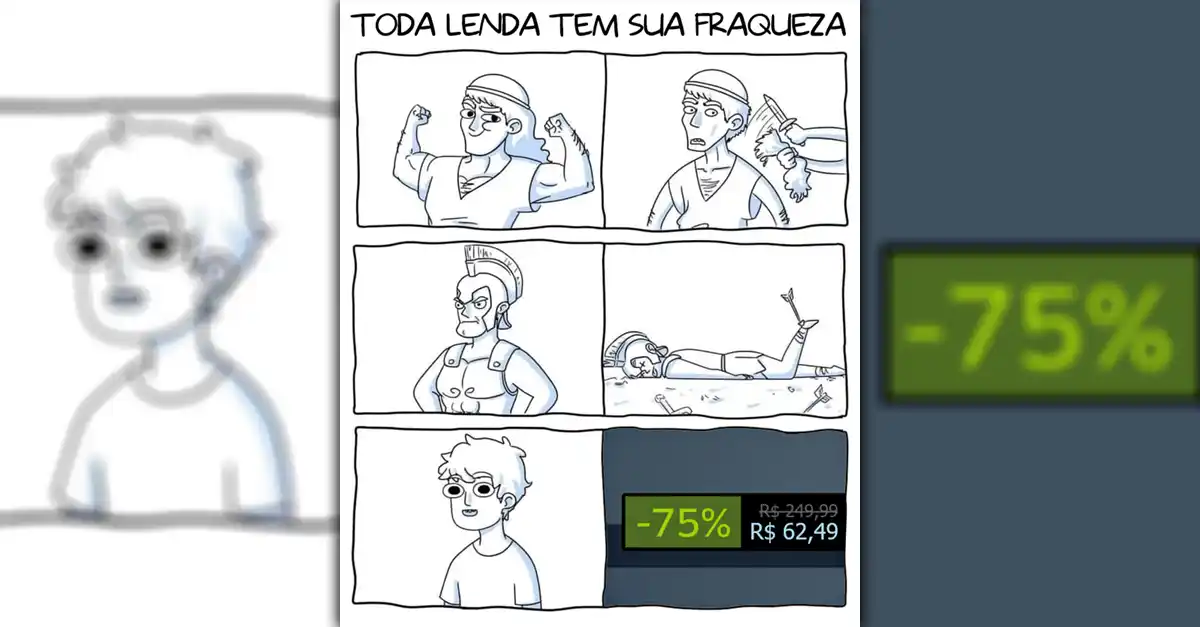 TODA LENDA TEM SUA FRAQUEZA
-75%
R$ 249,99
R$ 62,49
-75%